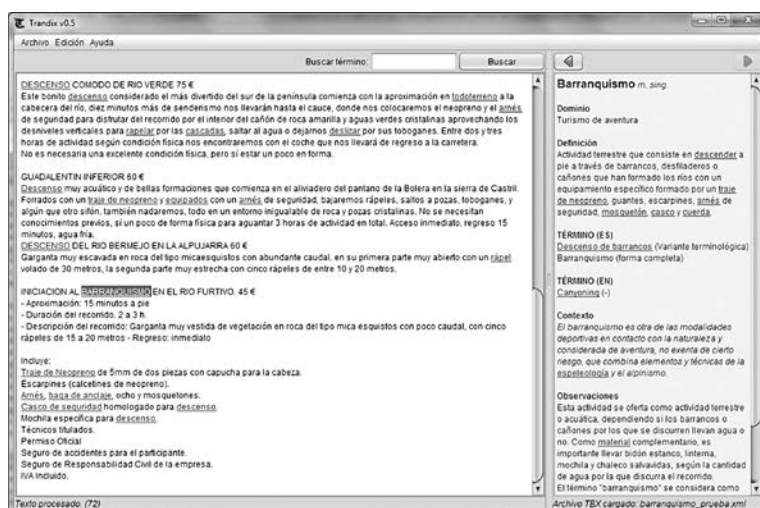 Trandix v0.5
Archivo Edición Ayuda
Buscar término:
Buscar
DESCENSO COMODO DE RIO VERDE 75 €
Este bonito descenso considerado el más divertido del sur de la península comienza con la aproximación en todoterreno a la
cabecera del río, diez minutos más de senderismo nos llevarán hasta el cauce, donde nos colocaremos el neopreno y el arnés
de seguridad para disfrutar del recorrido por el interior del cañón de roca amarilla y aguas verdes cristalinas aprovechando los
desniveles verticales para rapelar por las cascadas, saltar al agua o dejarnos deslizar por sus toboganes. Entre dos y tres
horas de actividad según condición física nos encontraremos con el coche que nos llevará de regreso a la carretera.
No es necesaria una excelente condición física, pero sí estar un poco en forma.
GUADALENTIN INFERIOR 60 €
Descenso muy acuático y de bellas formaciones que comienza en el aliviadero del pantano de la Bolera en la sierra de Castril.
Forrados con un traje de neopreno y equipados con un arnés de seguridad, bajaremos rápeles, saltos a pozas, toboganes, y
algún que otro sifón, también nadaremos, todo en un entorno inigualable de roca y pozas cristalinas. No se necesitan
conocimientos previos, sí un poco de forma física para aguantar 3 horas de actividad en total. Acceso inmediato, regreso 15
minutos, agua fría.
DESCENSO DEL RIO BERMEJO EN LA ALPUJARRA 60 €
Garganta muy escavada en roca del tipo micaesquistos con abundante caudal, en su primera parte muy abierto con un rápel
volado de 30 metros, la segunda parte muy estrecha con cinco rápeles de entre 10 y 20 metros.
INICIACION AL BARRANQUISMO EN EL RIO FURTIVO. 45 €
- Aproximación: 15 minutos a pie
- Duración del recorrido. 2 a 3 h.
- Descripción del recorrido: Garganta muy vestida de vegetación en roca del tipo mica esquistos con poco caudal, con cinco
rápeles de 15 a 20 metros - Regreso: inmediato
Incluye:
Traje de Neopreno de 5mm de dos piezas con capucha para la cabeza.
Escarpines (calcetines de neopreno).
Arnés, baga de anclaje, ocho y mosquetones.
Casco de seguridad homologado para descenso.
Mochila especifica para descenso.
Técnicos titulados.
Permiso Oficial
Seguro de accidentes para el participante.
Seguro de Responsabilidad Civil de la empresa.
IVA Incluido.
Texto procesado. (72)
Barranquismo m. sing.
Dominio
Turismo de aventura
Definición
Actividad terrestre que consiste en descender a
pie a través de barrancos, desfiladeros o
cañones que han formado los ríos con un
equipamiento específico formado por un traje
de neopreno, guantes, escarpines, arnés de
seguridad, mosquetón, casco y cuerda.
TÉRMINO (ES)
Descenso de barrancos (Variante terminológica)
Barranquismo (forma completa)
TÉRMINO (EN)
Canyoning (-)
Contexto
El barranquismo es otra de las modalidades
deportivas en contacto con la naturaleza y
considerada de aventura, no exenta de cierto
riesgo, que combina elementos y técnicas de la
espeleología y el alpinismo.
Observaciones
Esta actividad se oferta como actividad terrestre
o acuática, dependiendo si los barrancos o
cañones por los que se discurren llevan agua o
no. Como material complementario, es
importante llevar bidón estanco, linterna,
mochila y chaleco salvavidas, según la cantidad
de agua por la que discurra el recorrido.
El término "barranquismo" se considera como
Archivo TBX cargado: barranquismo_prueba.xml